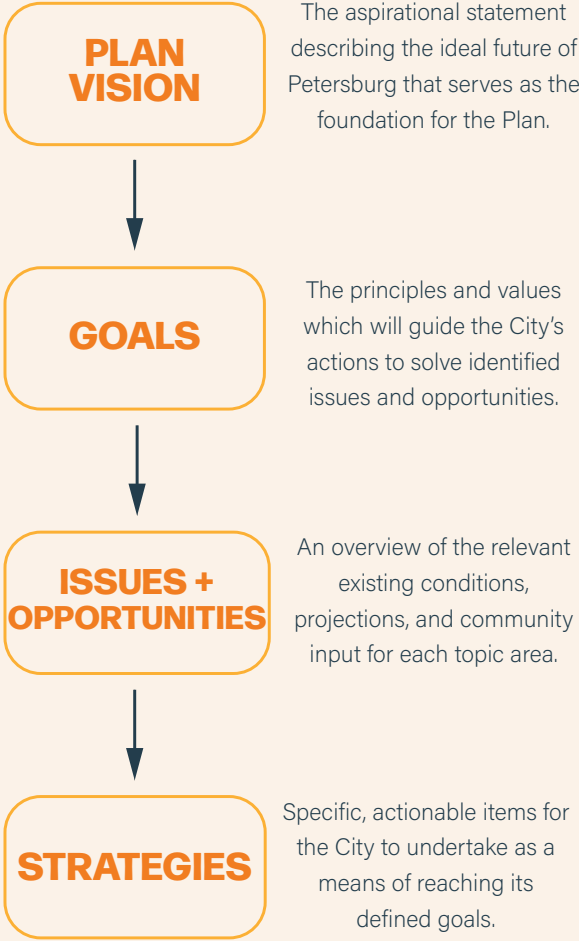 PLAN
VISION
The aspirational statement
describing the ideal future of
Petersburg that serves as the
foundation for the Plan.
GOALS
The principles and values
which will guide the City’s
actions to solve identified
issues and opportunities.
ISSUES +
OPPORTUNITIES
An overview of the relevant
existing conditions,
projections, and community
input for each topic area.
STRATEGIES
Specific, actionable items for
the City to undertake as a
means of reaching its
defined goals.